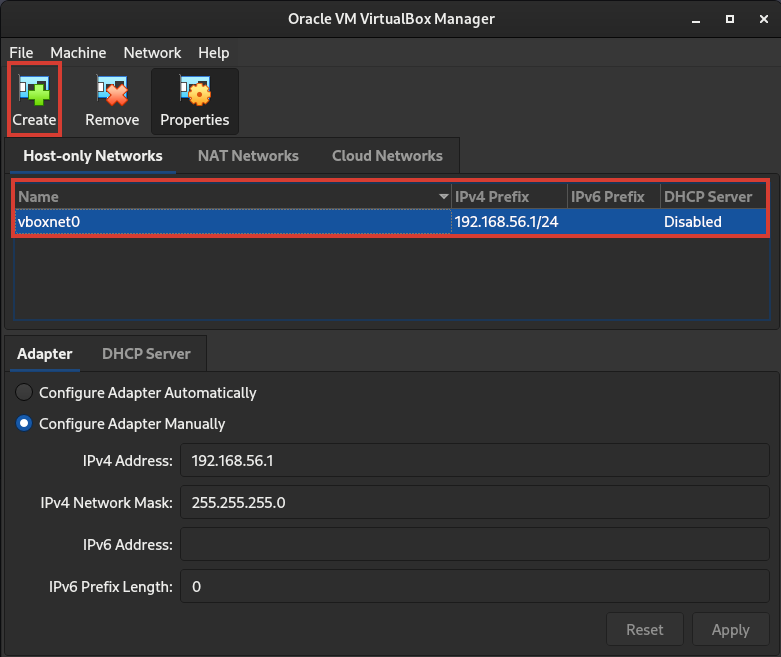 Oracle VM VirtualBox Manager
File Machine Network Help
Create Remove Properties
Host-only Networks NAT Networks Cloud Networks
Name IPv4 Prefix IPv6 Prefix DHCP Server
vboxnet0 192.168.56.1/24 Disabled
Adapter DHCP Server
Configure Adapter Automatically
Configure Adapter Manually
IPv4 Address: 192.168.56.1
IPv4 Network Mask: 255.255.255.0
IPv6 Address:
IPv6 Prefix Length: 0
Reset Apply